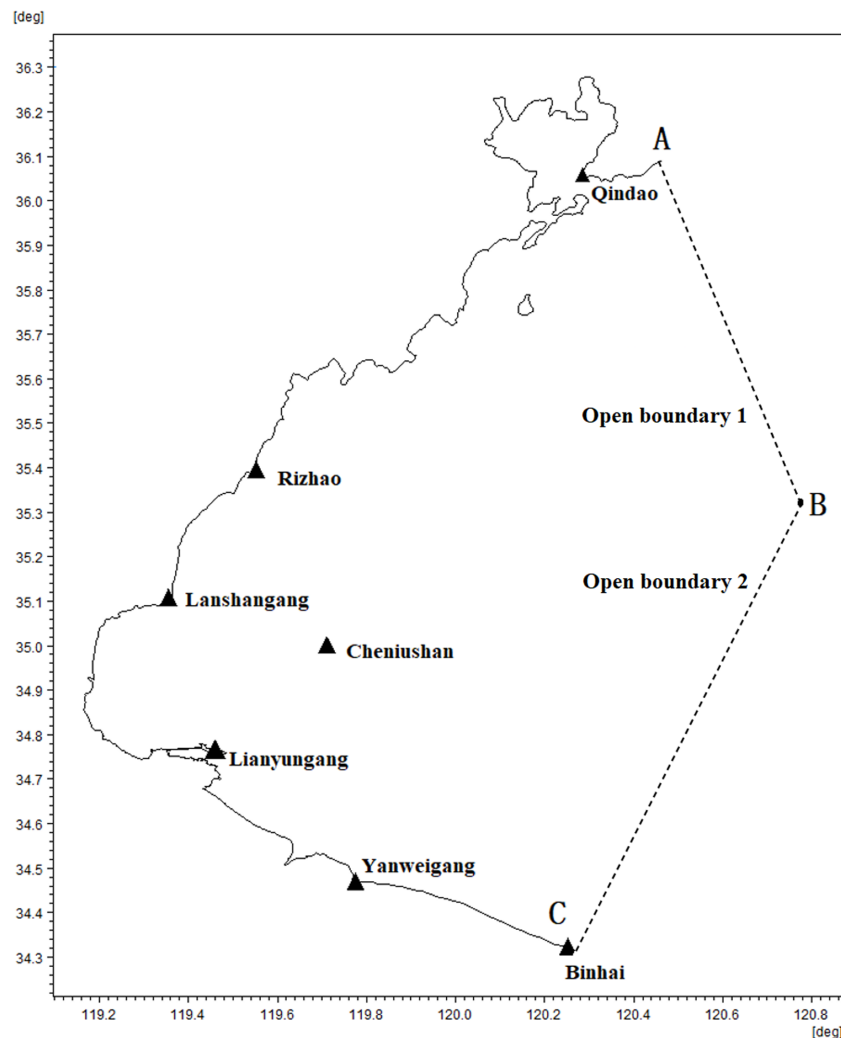 [deg]
36.3
36.2
36.1
36.0
35.9
35.8
35.7
35.6
35.5
35.4
35.3
35.2
35.1
35.0
34.9
34.8
34.7
34.6
34.5
34.4
34.3
A
Qindao
Open boundary 1
Rizhao
B
Open boundary 2
Lanshangang
Cheniushan
Lianyungang
Yanweigang
C
Binhai
119.2 119.4 119.6 119.8 120.0 120.2 120.4 120.6 120.8
[deg]